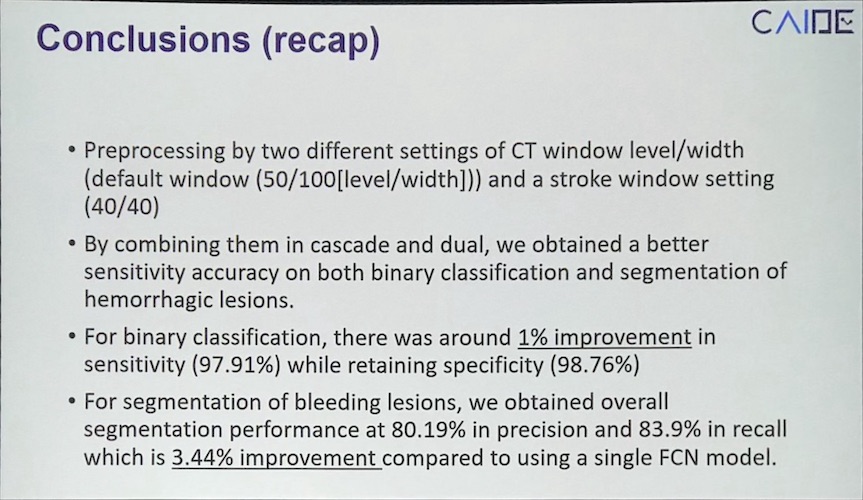 CAIDE
Conclusions (recap)
• Preprocessing by two different settings of CT window level/width
(default window (50/100[level/width])) and a stroke window setting
(40/40)
• By combining them in cascade and dual, we obtained a better
sensitivity accuracy on both binary classification and segmentation of
hemorrhagic lesions.
• For binary classification, there was around 1% improvement in
sensitivity (97.91%) while retaining specificity (98.76%)
• For segmentation of bleeding lesions, we obtained overall
segmentation performance at 80.19% in precision and 83.9% in recall
which is 3.44% improvement compared to using a single FCN model.